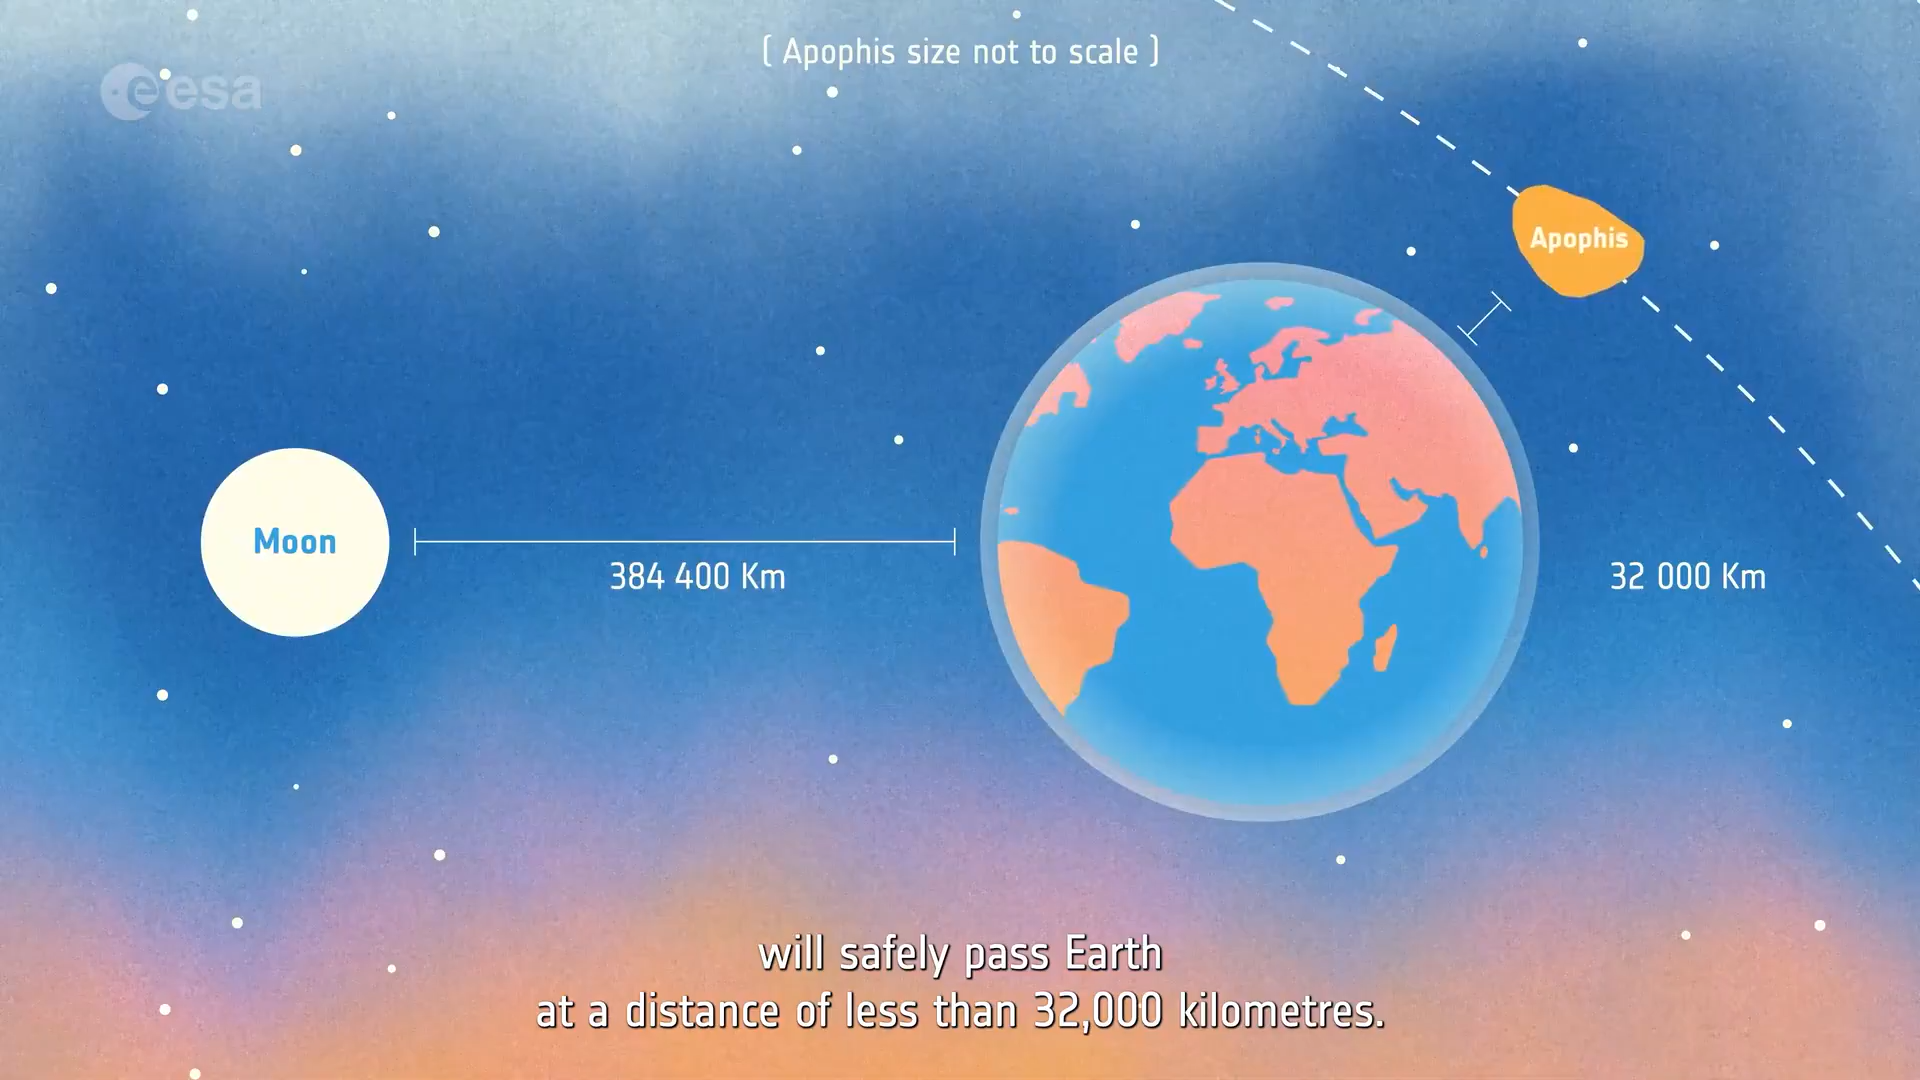 [ Apophis size not to scale ]
esa
Apophis
Moon
384 400 Km
32 000 Km
will safely pass Earth
at a distance of less than 32,000 kilometres.